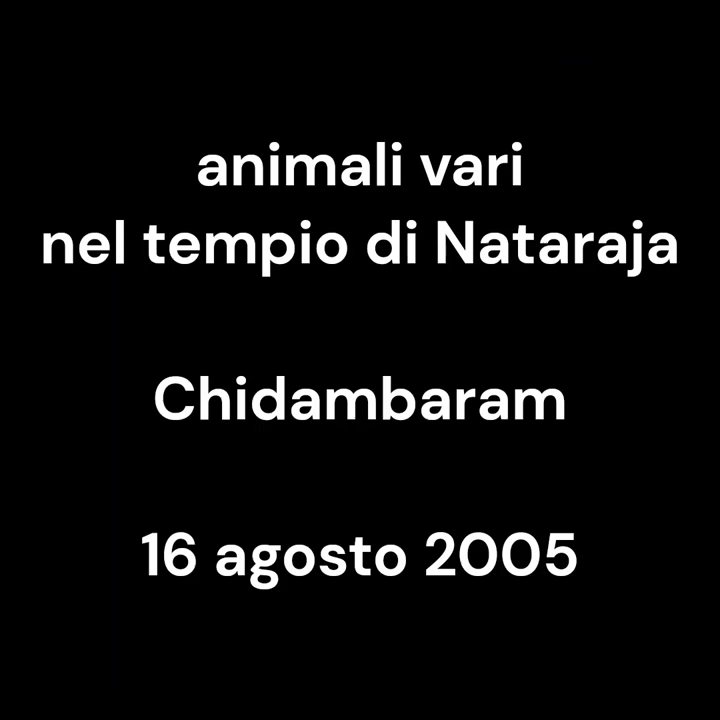 animali vari
nel tempio di Nataraja
Chidambaram
16 agosto 2005